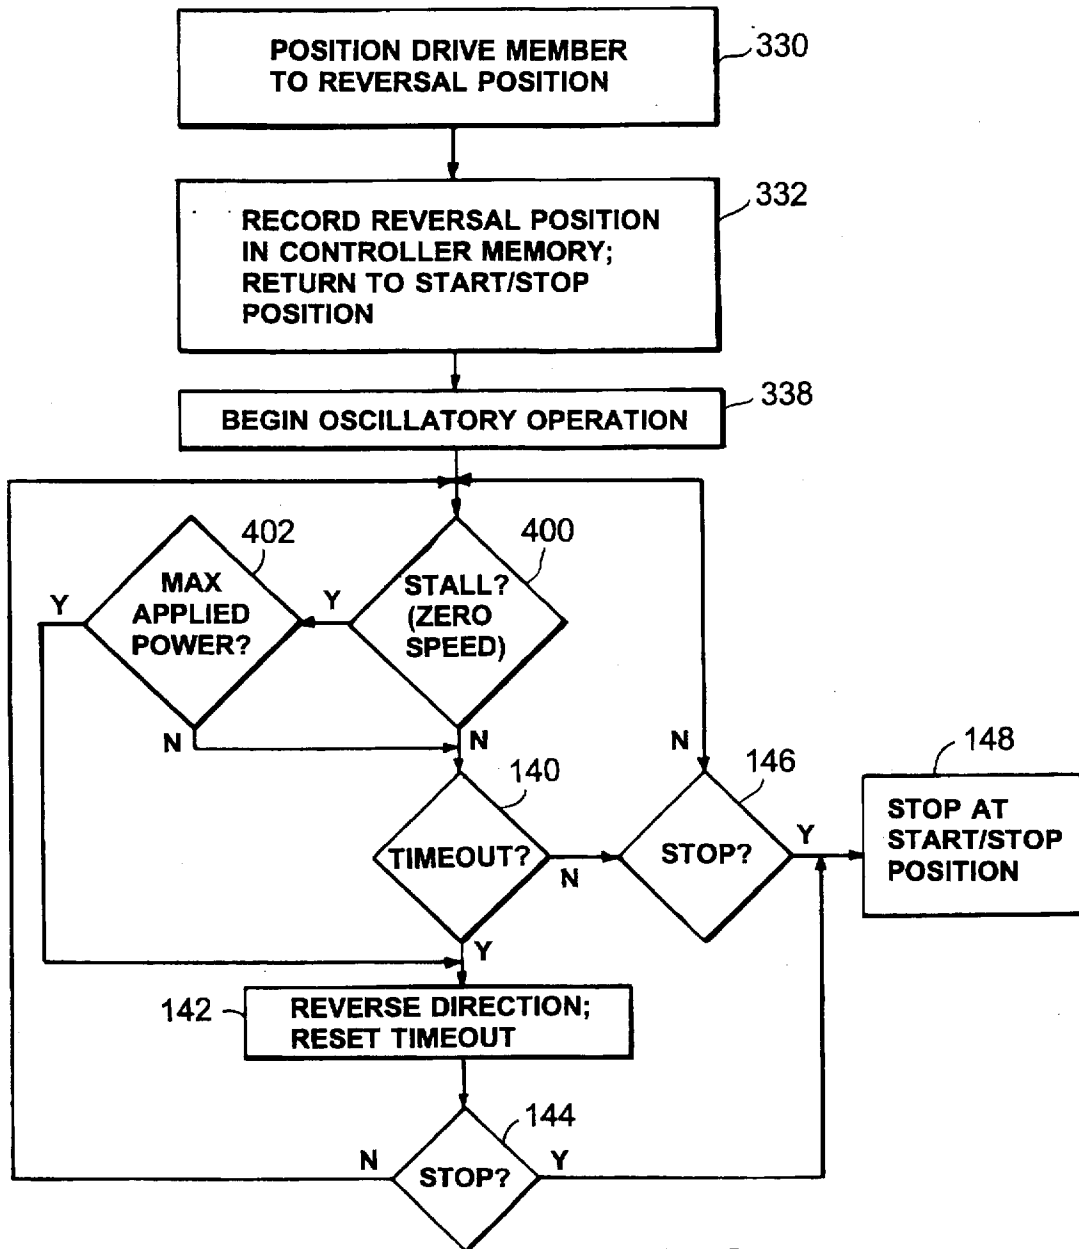 POSITION DRIVE MEMBER
TO REVERSAL POSITION
330
RECORD REVERSAL POSITION
IN CONTROLLER MEMORY;
RETURN TO START/STOP
POSITION
332
BEGIN OSCILLATORY OPERATION
338
402
400
MAX
APPLIED
POWER?
Y
Y
STALL?
(ZERO
SPEED)
N
N
N
140
146
148
TIMEOUT?
N
STOP?
Y
STOP AT
START/STOP
POSITION
Y
142
REVERSE DIRECTION;
RESET TIMEOUT
144
N
STOP?
Y